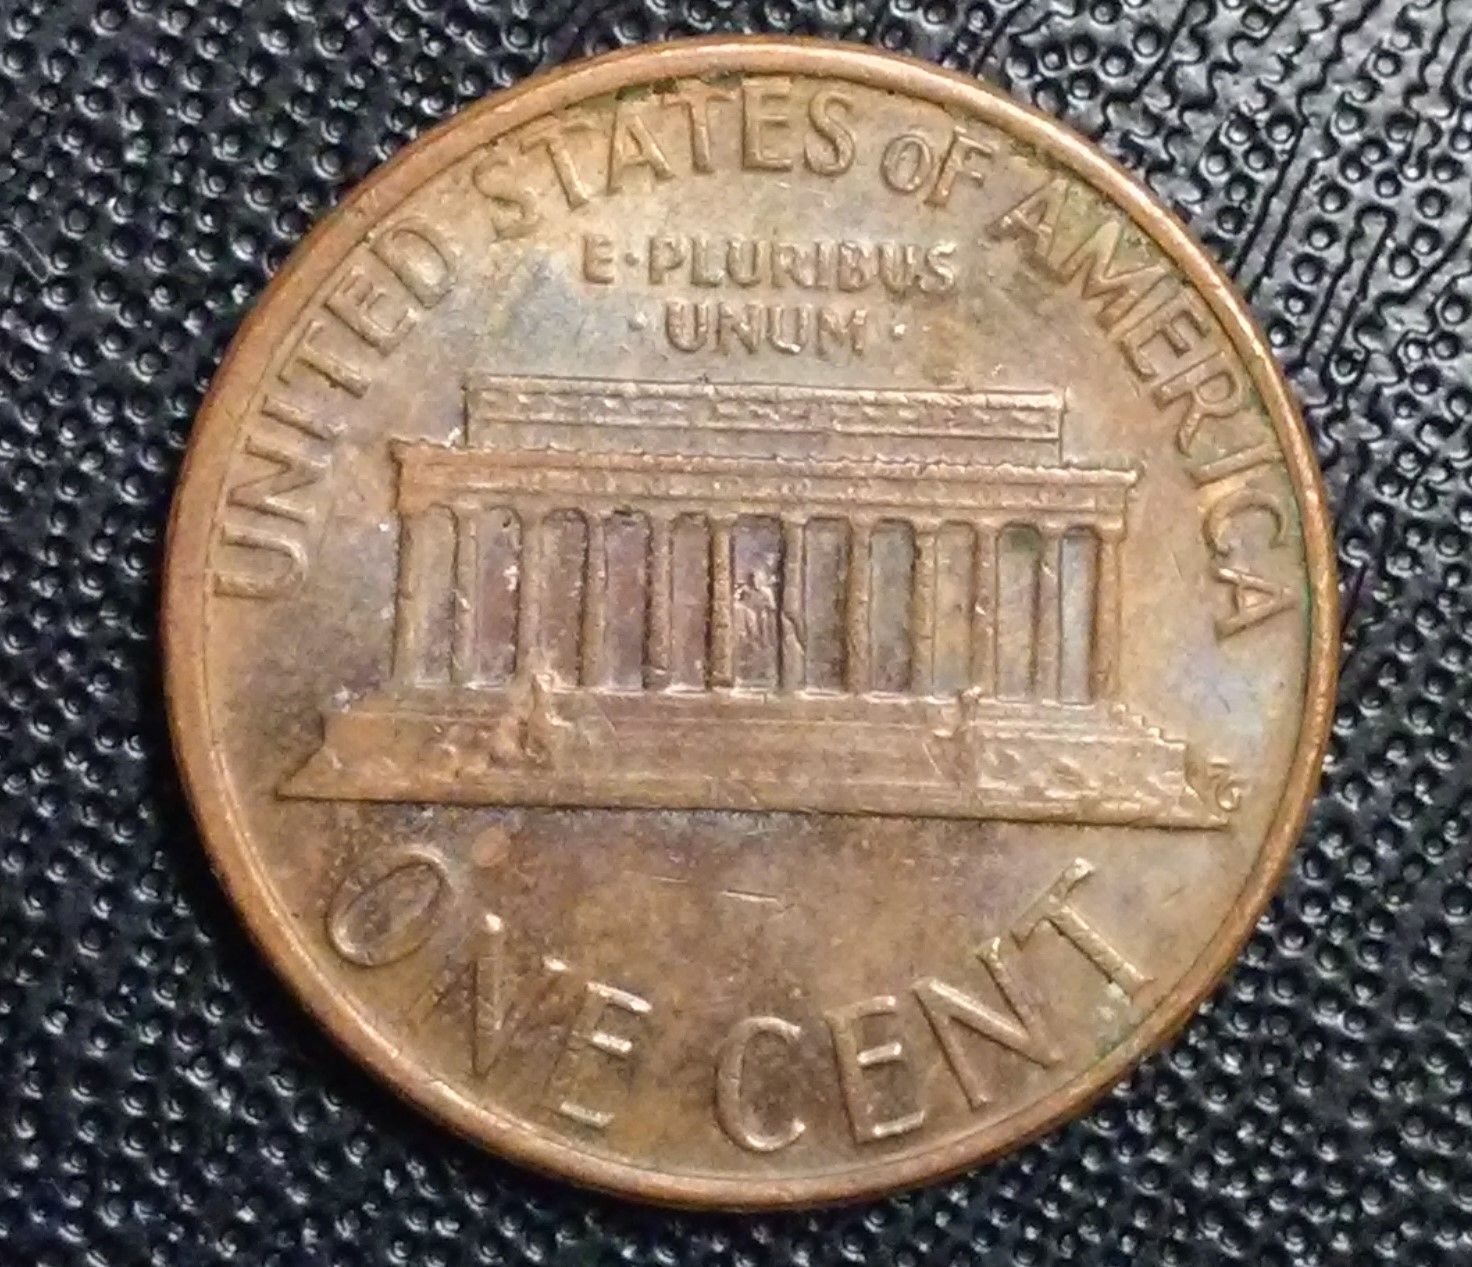 UNITED STATES OF AMERICA
E·PLURIBUS
·UNUM·
ONE CENT